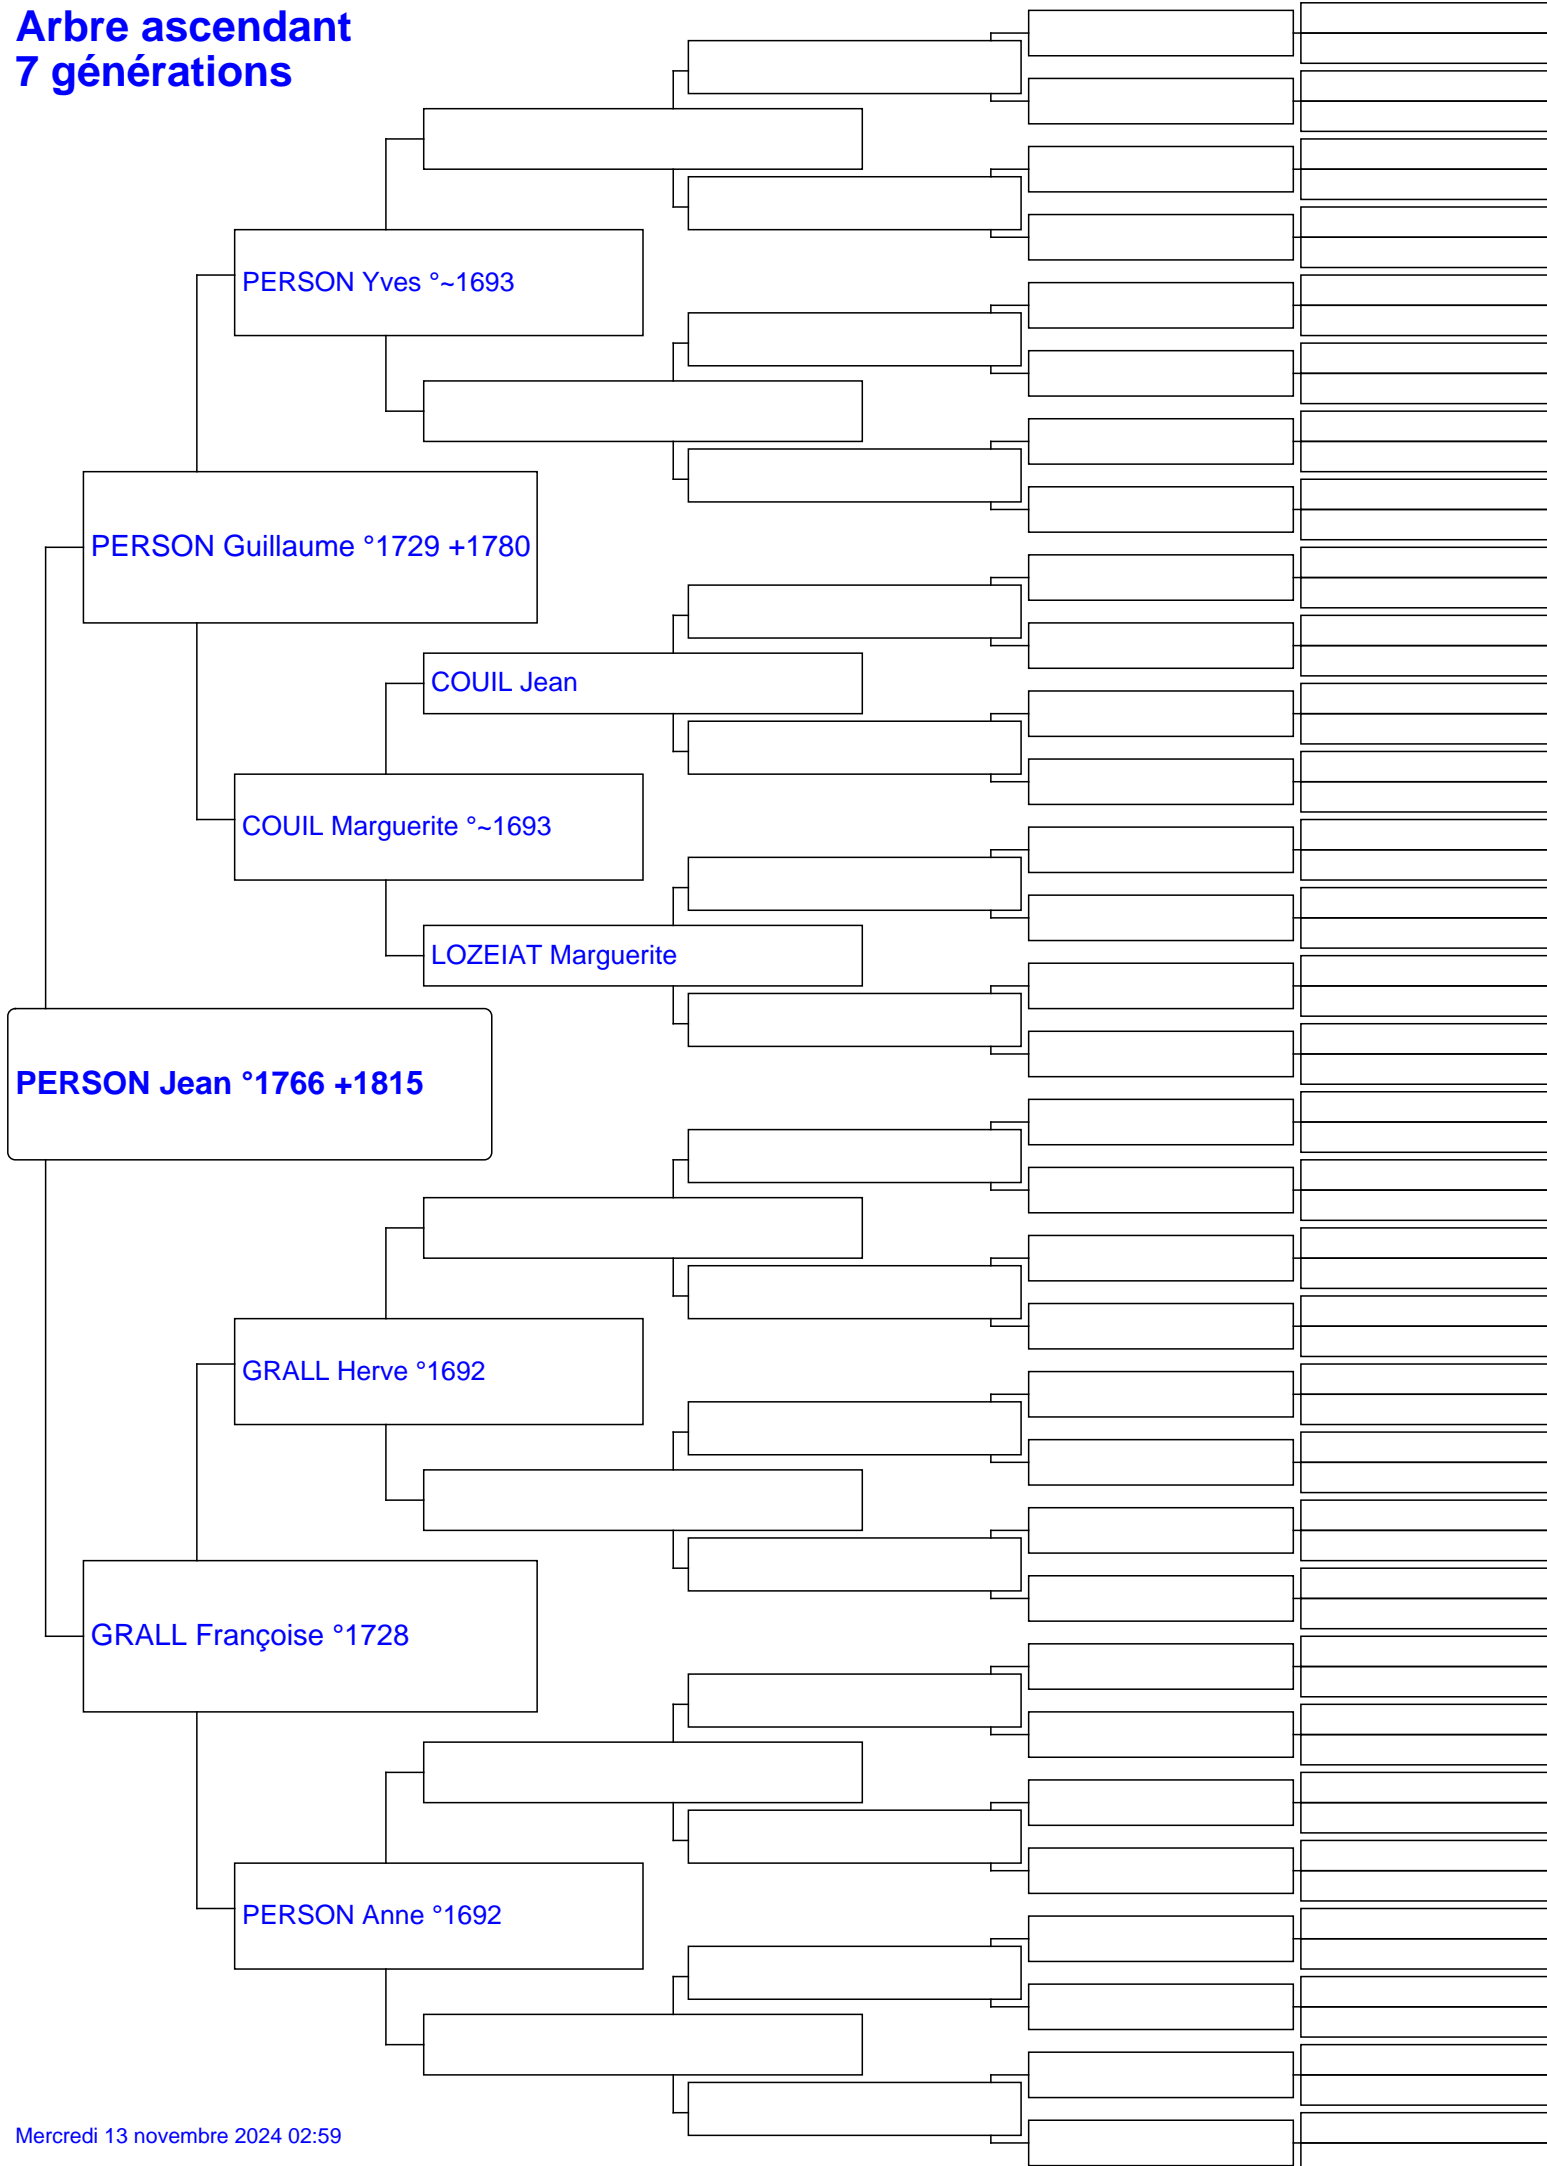 Arbre ascendant
7 générations
PERSON Yves °~1693
PERSON Guillaume °1729 +1780
COUIL Jean
COUIL Marguerite °~1693
LOZEIAT Marguerite
PERSON Jean °1766 +1815
GRALL Herve °1692
GRALL Françoise °1728
PERSON Anne °1692
Mercredi 13 novembre 2024 02:59